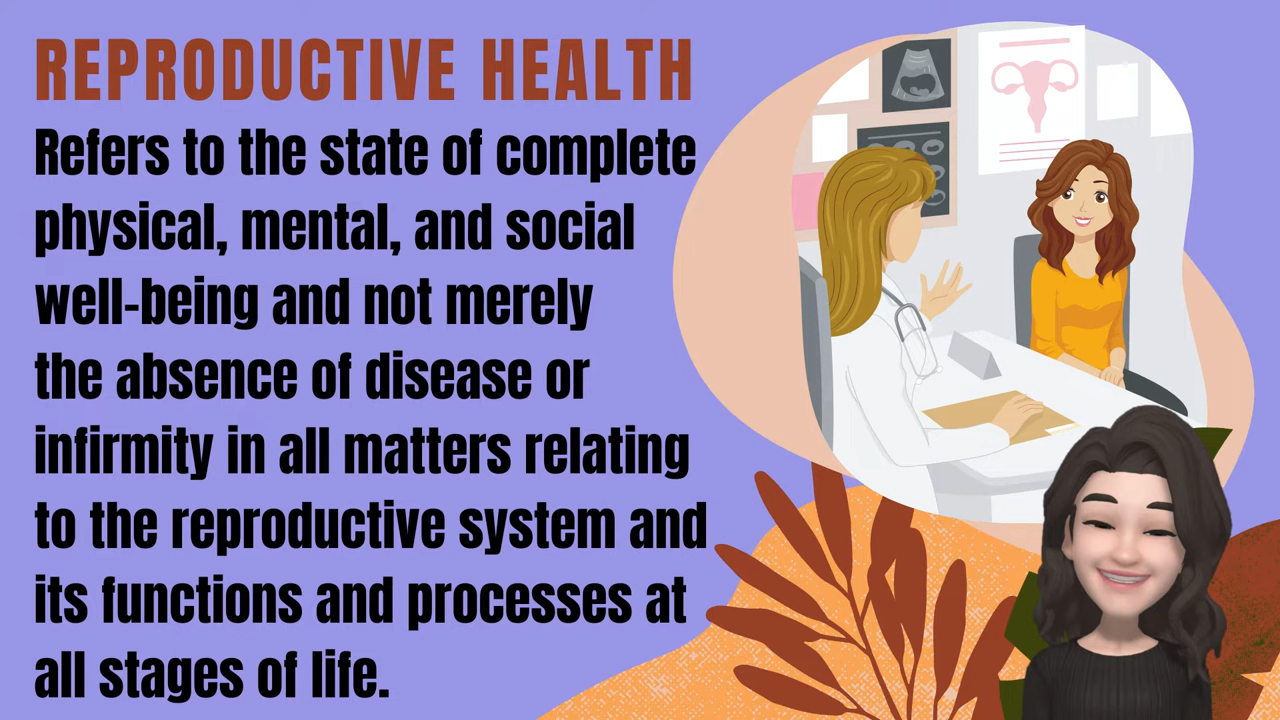 REPRODUCTIVE HEALTH
Refers to the state of complete
physical, mental, and social
well-being and not merely
the absence of disease or
infirmity in all matters relating
to the reproductive system and
its functions and processes at
all stages of life.